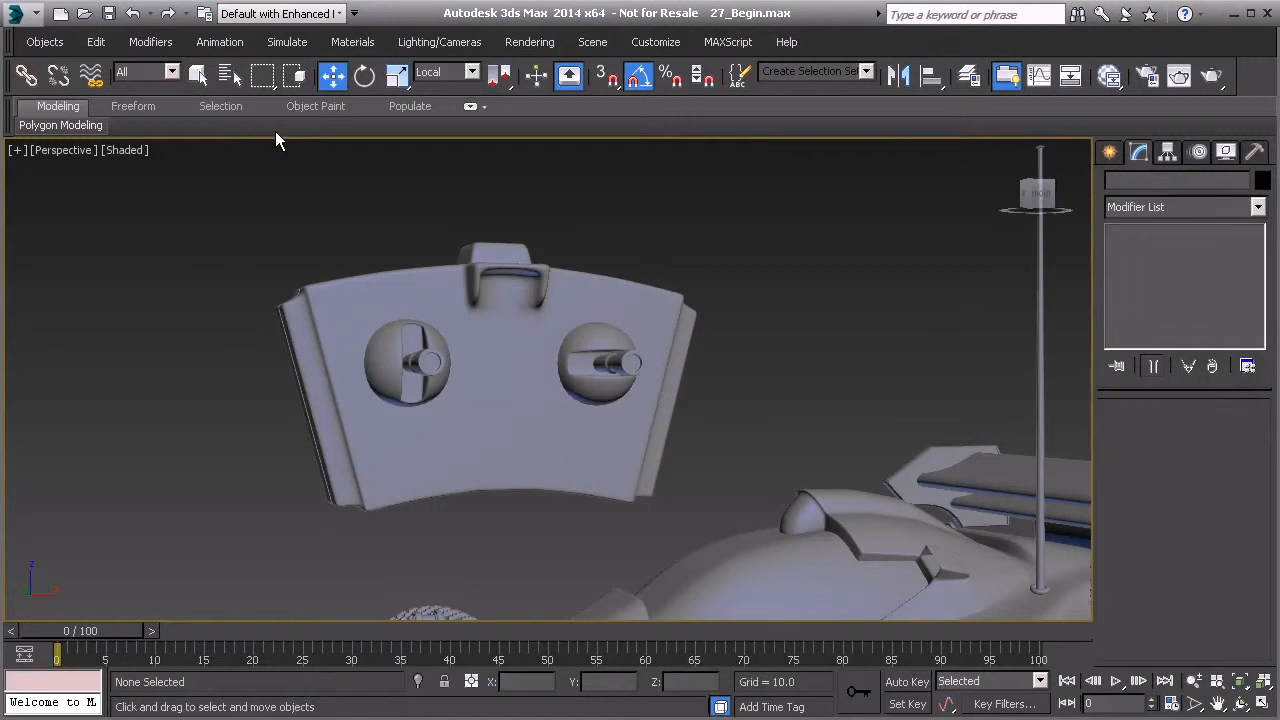 Default with Enhanced I
Autodesk 3ds Max  2014 x64  - Not for Resale   27_Begin.max
Type a keyword or phrase
Objects
Edit
Modifiers
Animation
Simulate
Materials
Lighting/Cameras
Rendering
Scene
Customize
MAXScript
Help
All
Local
3
Create Selection Set
ABC
Modeling
Freeform
Selection
Object Paint
Populate
Polygon Modeling
[+] [Perspective ] [Shaded ]
FRONT
Modifier List
z
x
0 / 100
0 5 10 15 20 25 30 35 40 45 50 55 60 65 70 75 80 85 90 95 100
None Selected
X:
Y:
Z:
Grid = 10.0
Auto Key
Selected
Welcome to M
Click and drag to select and move objects
Add Time Tag
Set Key
Key Filters...
0